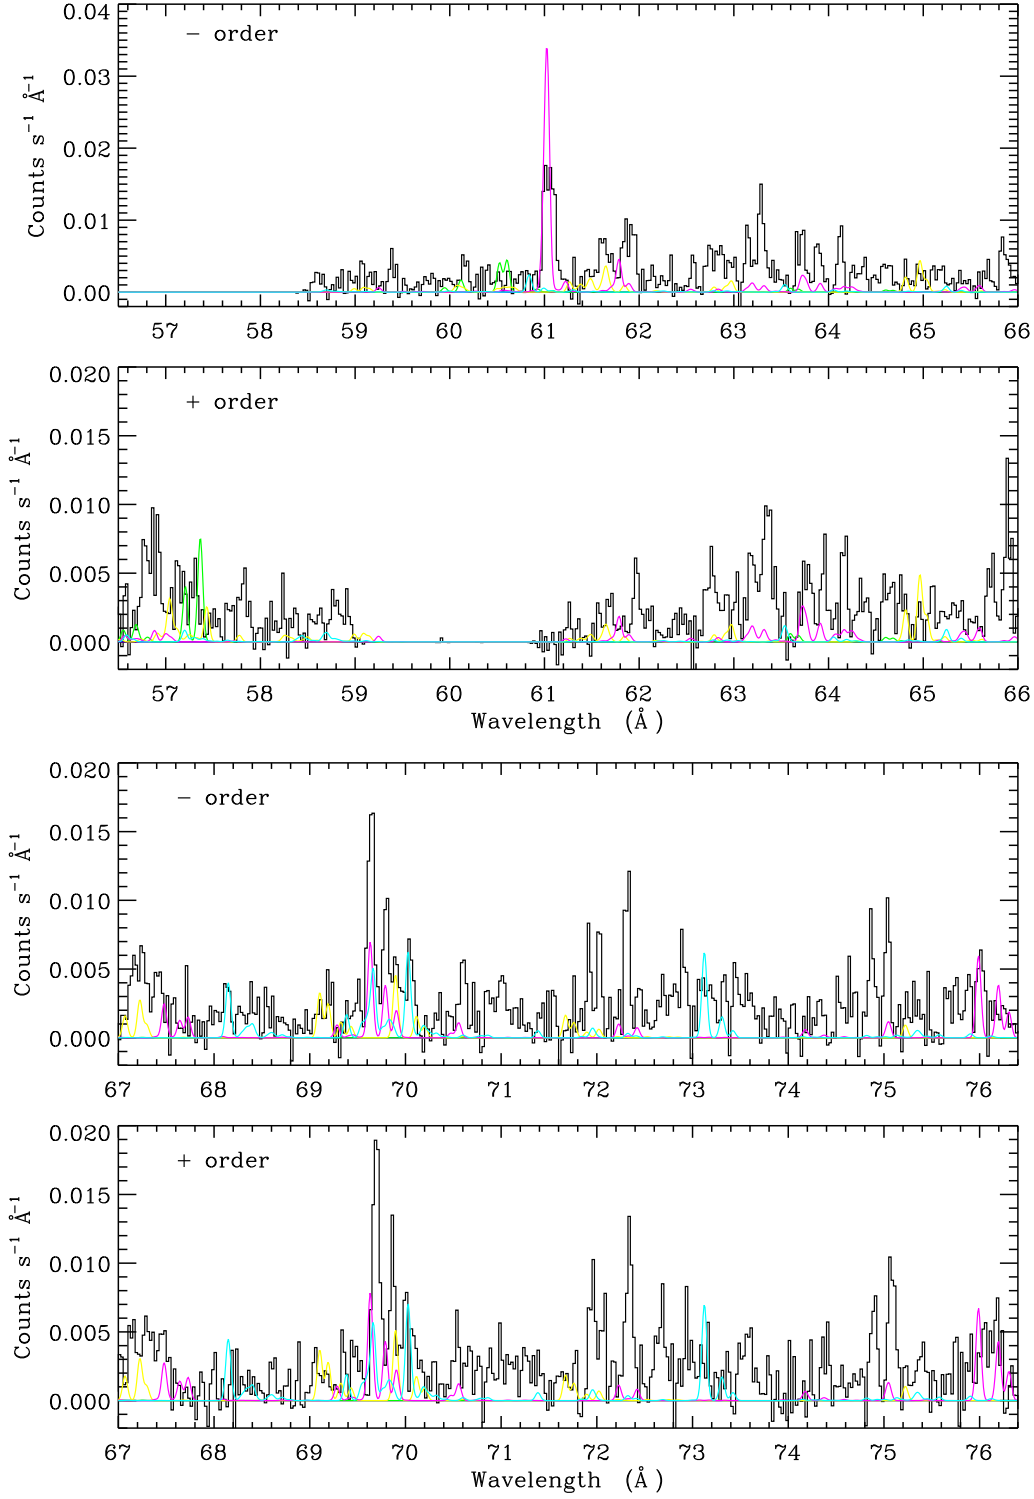 0.04
— order
0.03
0.02
0.01
0.00
Counts s⁻¹ Å⁻¹
57 58 59 60 61 62 63 64 65 66
0.020
+ order
0.015
0.010
0.005
0.000
Counts s⁻¹ Å⁻¹
57 58 59 60 61 62 63 64 65 66
Wavelength (Å)
0.020
— order
0.015
0.010
0.005
0.000
Counts s⁻¹ Å⁻¹
67 68 69 70 71 72 73 74 75 76
0.020
+ order
0.015
0.010
0.005
0.000
Counts s⁻¹ Å⁻¹
67 68 69 70 71 72 73 74 75 76
Wavelength (Å)